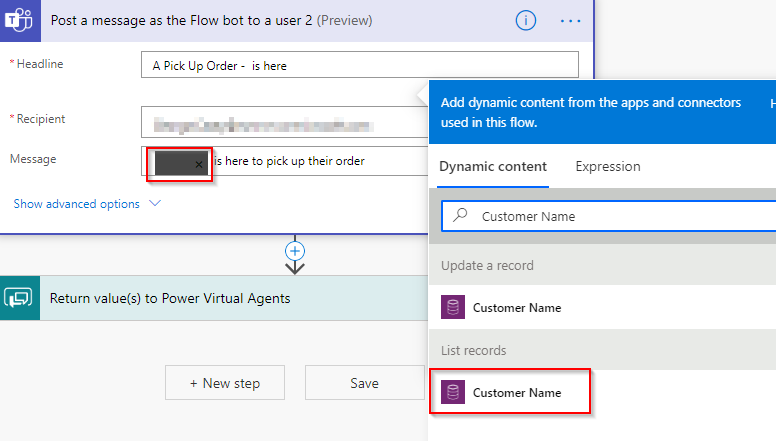 Post a message as the Flow bot to a user 2 (Preview)
* Headline
A Pick Up Order - is here
* Recipient
Message
is here to pick up their order
Show advanced options
Return value(s) to Power Virtual Agents
+ New step
Save
Add dynamic content from the apps and connectors
used in this flow.
H
Dynamic content
Expression
Customer Name
Update a record
Customer Name
List records
Customer Name